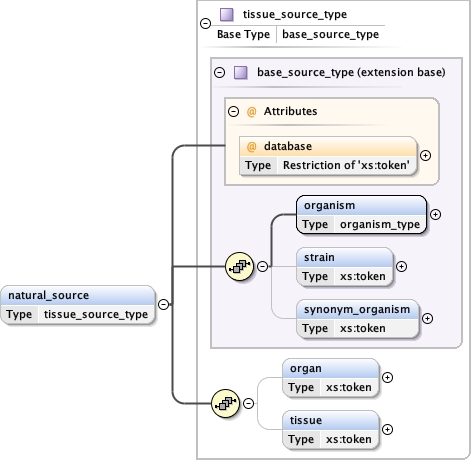 tissue_source_type
Base Type base_source_type
base_source_type (extension base)
@ Attributes
@ database
Type Restriction of 'xs:token'
organism
Type organism_type
strain
Type xs:token
natural_source
Type tissue_source_type
synonym_organism
Type xs:token
organ
Type xs:token
tissue
Type xs:token